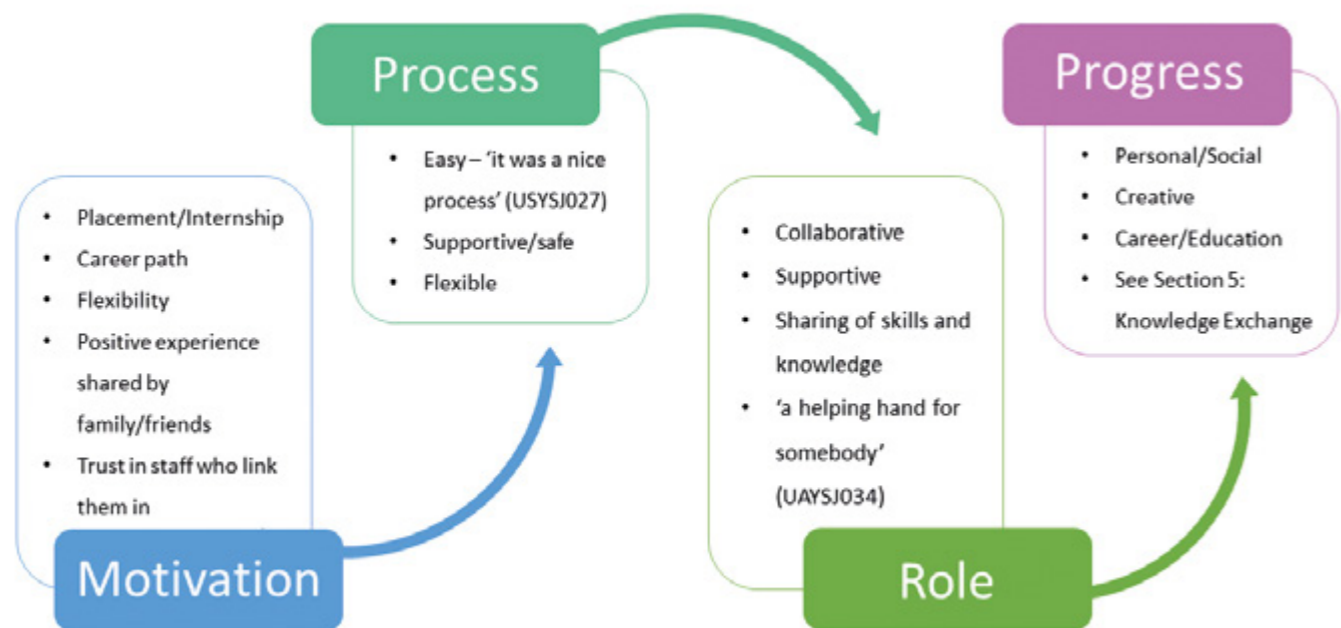 Motivation
• Placement/Internship
• Career path
• Flexibility
• Positive experience
shared by
family/friends
• Trust in staff who link
them in
Process
• Easy – ‘it was a nice
process’ (USYSJ027)
• Supportive/safe
• Flexible
Role
• Collaborative
• Supportive
• Sharing of skills and
knowledge
• ‘a helping hand for
somebody’
(UAYSJ034)
Progress
• Personal/Social
• Creative
• Career/Education
• See Section 5:
Knowledge Exchange